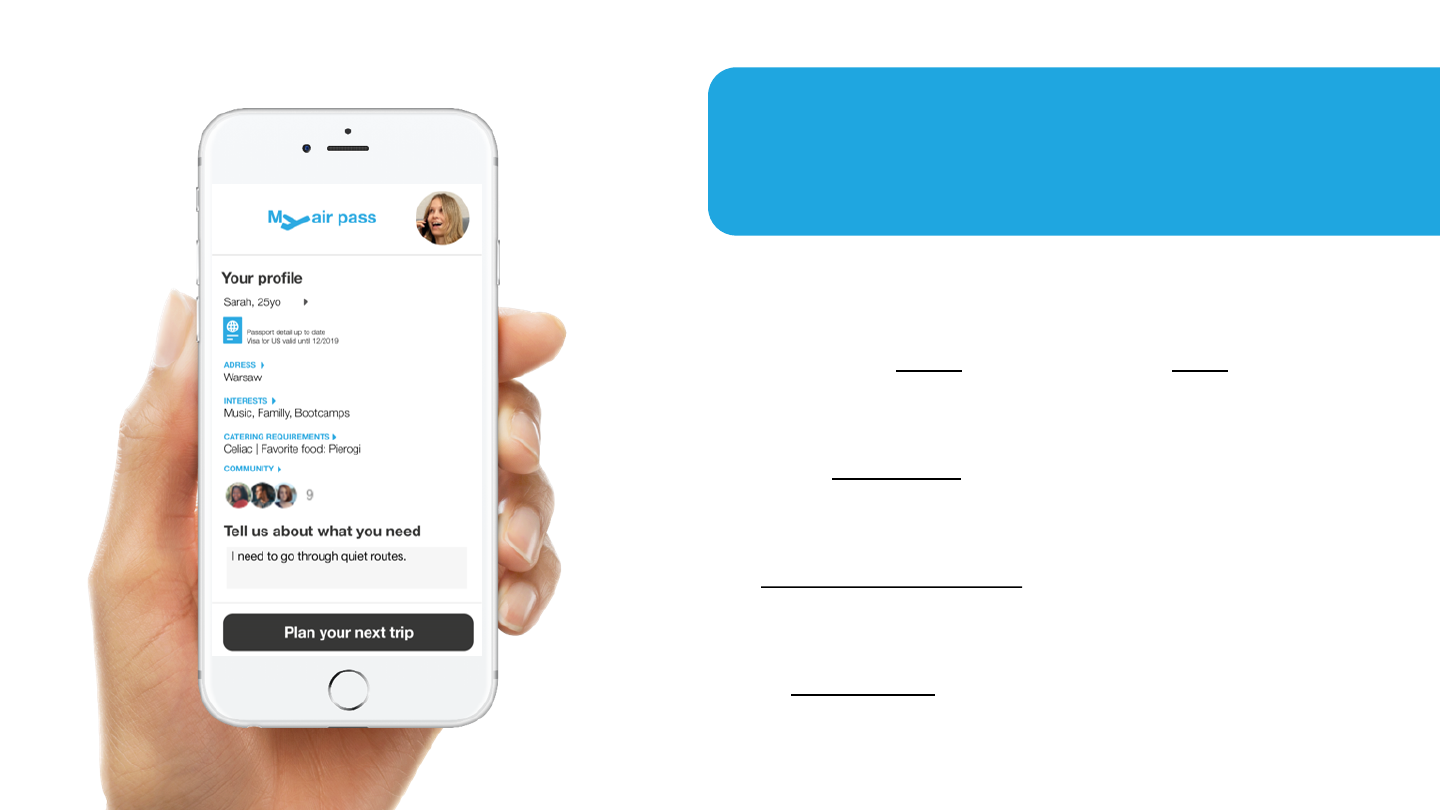 My air pass
Your profile
Sarah, 25yo
Passport detail up to date
Visa for US valid until 12/2019
ADRESS
Warsaw
INTERESTS
Music, Familly, Bootcamps
CATERING REQUIREMENTS
Celiac | Favorite food: Pierogi
COMMUNITY
9
Tell us about what you need
I need to go through quiet routes.
Plan your next trip